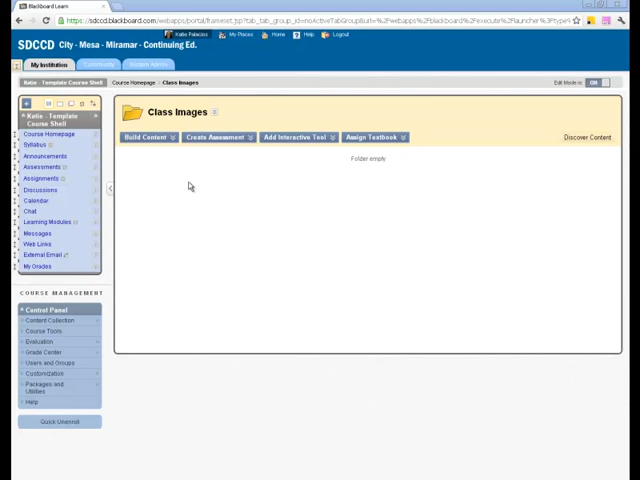 Blackboard Learn
https://sdccd.blackboard.com/webapps/portal/frameset.jsp?tab_tab_group_id=noActiveTabGroup&url=%2Fwebapps%2Fblackboard%2Fexecute%2Flauncher%3Ftype%
Katie Palacios
My Places
Home
Help
Logout
SDCCD City - Mesa - Miramar - Continuing Ed.
My Institution
Community
System Admin
Katie - Template Course Shell
Course Homepage > Class Images
Edit Mode is: ON
Katie - Template
Course Shell
Course Homepage
Syllabus
Announcements
Assessments
Assignments
Discussions
Calendar
Chat
Learning Modules
Messages
Web Links
External Email
My Grades
COURSE MANAGEMENT
Control Panel
Content Collection
Course Tools
Evaluation
Grade Center
Users and Groups
Customization
Packages and
Utilities
Help
Quick Unenroll
Class Images
Build Content
Create Assessment
Add Interactive Tool
Assign Textbook
Discover Content
Folder empty